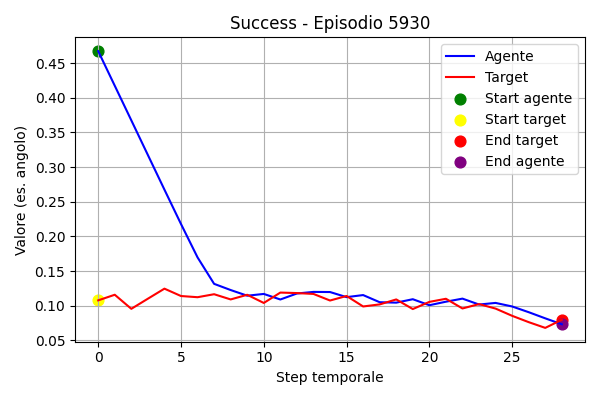 Success - Episodio 5930
Valore (es. angolo)
0.45
0.40
0.35
0.30
0.25
0.20
0.15
0.10
0.05
Agente
Target
Start agente
Start target
End target
End agente
0 5 10 15 20 25
Step temporale